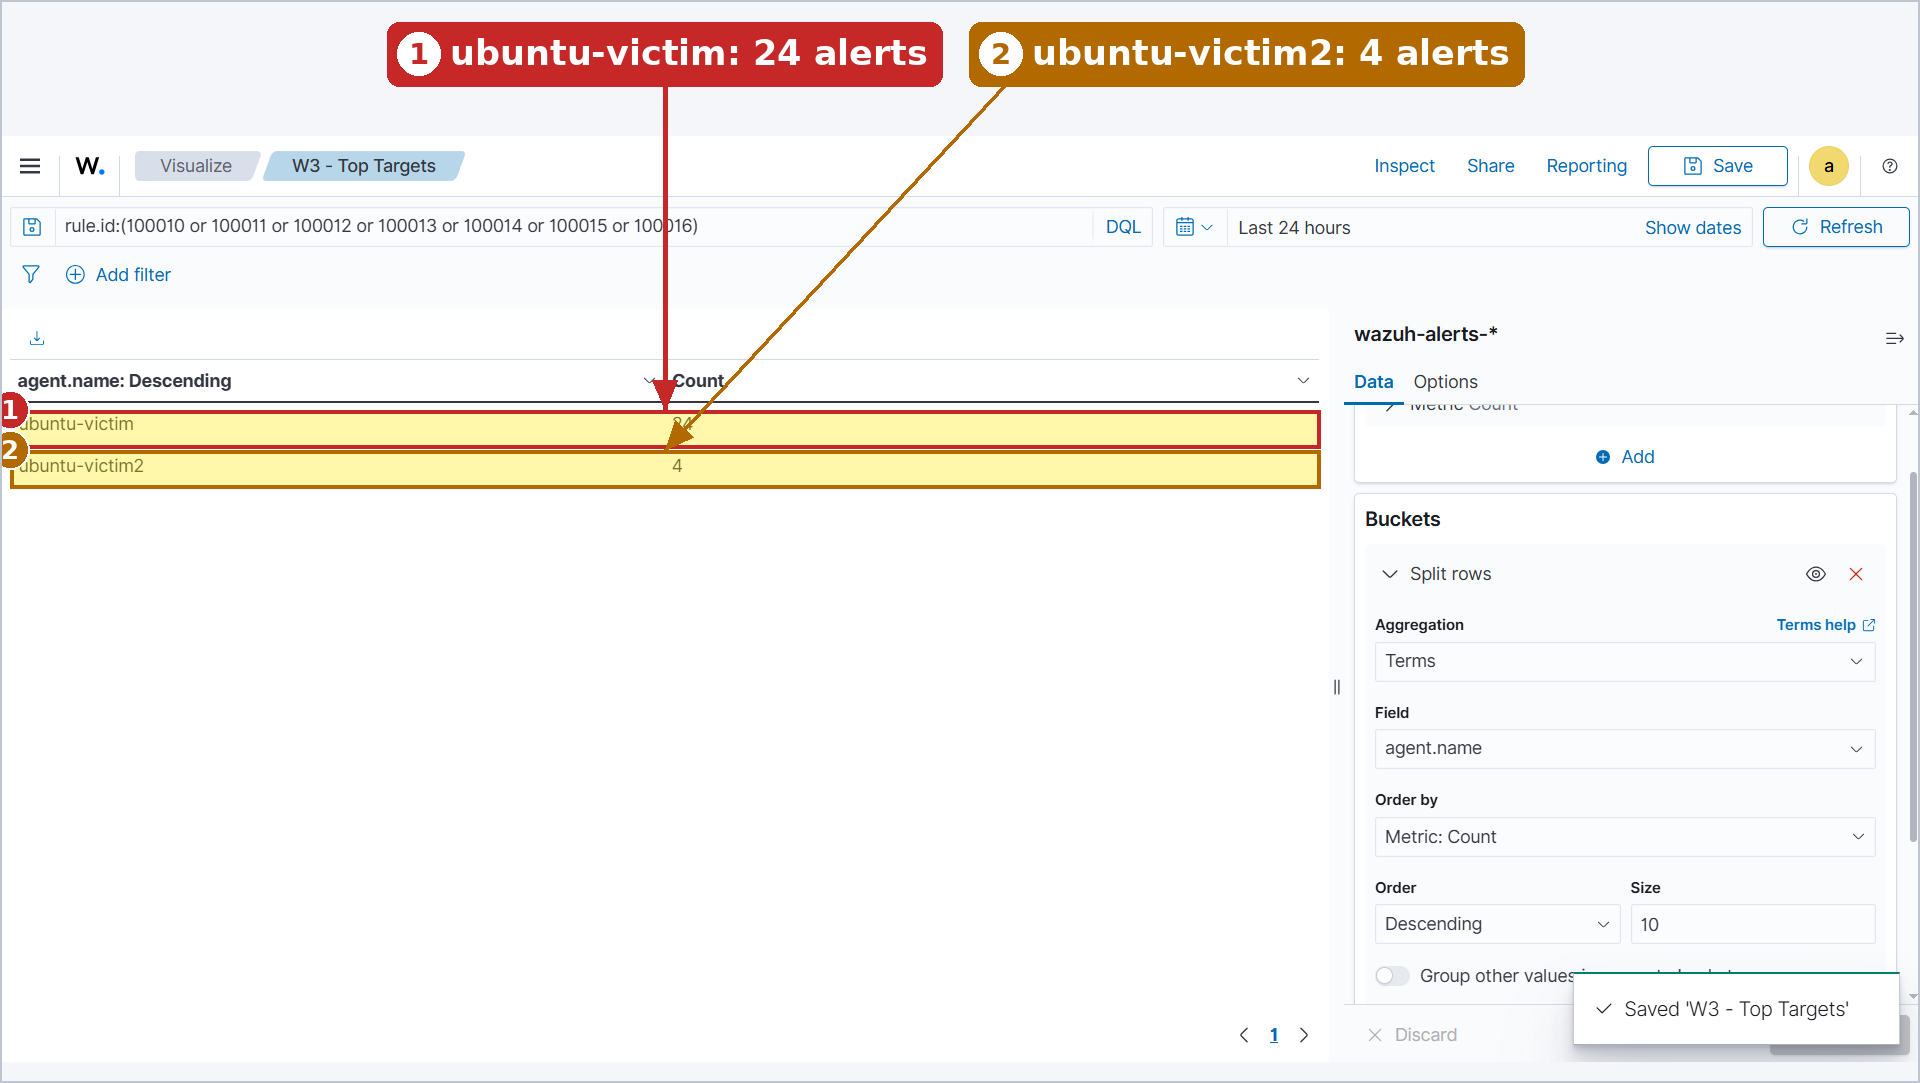 1 ubuntu-victim: 24 alerts
2 ubuntu-victim2: 4 alerts
W.
Visualize
W3 - Top Targets
Inspect
Share
Reporting
Save
a
rule.id:(100010 or 100011 or 100012 or 100013 or 100014 or 100015 or 100016)
DQL
Last 24 hours
Show dates
Refresh
Add filter
wazuh-alerts-*
Data
Options
agent.name: Descending
Count
Metric Count
1
ubuntu-victim
24
2
ubuntu-victim2
4
Add
Buckets
Split rows
Aggregation
Terms help
Terms
Field
agent.name
Order by
Metric: Count
Order
Size
Descending
10
Group other values
Saved 'W3 - Top Targets'
1
Discard